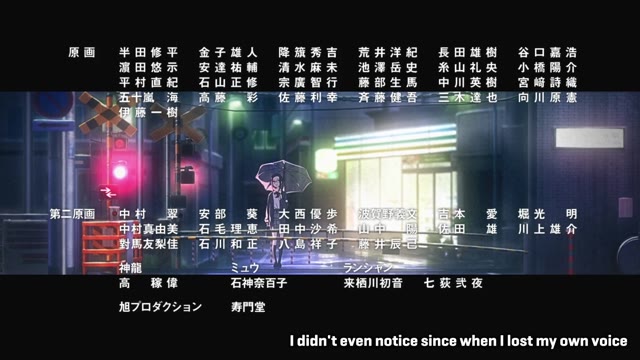 原画 半田修平 金子雄人 降籏秀吉 荒井洋紀 長田雄樹 谷口嘉浩
濵田悠示 安達祐輔 清水麻未 池澤岳史 糸山礼央 小橋陽介
平村直紀 石山正修 宗廣智行 藤部生馬 中川英樹 宮﨑詩織
五十嵐海 高藤彩 佐藤利幸 斉藤健吾 三木達也 向川原憲
伊藤一樹
第二原画 中村翠 安部葵 大西優歩 波賀野義文 吉本愛 堀光明
中村真由美 石毛理恵 田中沙希 山中陽 佐田雄 川上雄介
對馬友梨佳 石川和正 八島祥子 藤井辰己
神龍 ミュウ ランシャン
高稼偉 石神奈百子 来栖川初音 七荻弐夜
旭プロダクション 寿門堂
I didn't even notice since when I lost my own voice